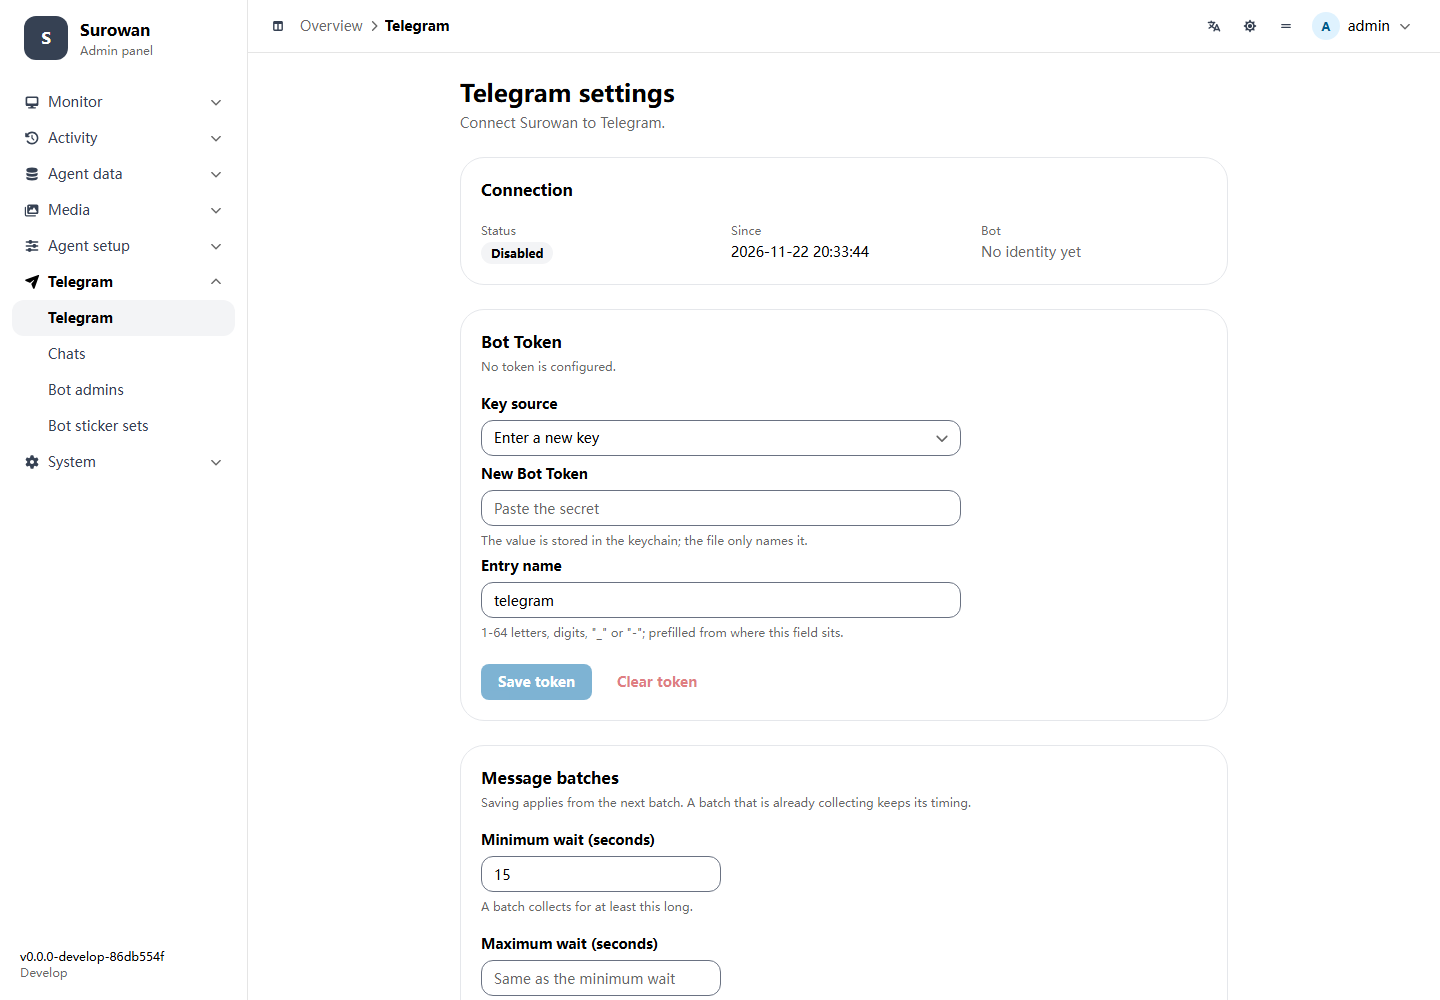 S
Surowan
Admin panel
Monitor
Activity
Agent data
Media
Agent setup
Telegram
Telegram
Chats
Bot admins
Bot sticker sets
System
v0.0.0-develop-86db554f
Develop
Overview
Telegram
A
admin
Telegram settings
Connect Surowan to Telegram.
Connection
Status
Disabled
Since
2026-11-22 20:33:44
Bot
No identity yet
Bot Token
No token is configured.
Key source
Enter a new key
New Bot Token
Paste the secret
The value is stored in the keychain; the file only names it.
Entry name
telegram
1-64 letters, digits, "_" or "-"; prefilled from where this field sits.
Save token
Clear token
Message batches
Saving applies from the next batch. A batch that is already collecting keeps its timing.
Minimum wait (seconds)
15
A batch collects for at least this long.
Maximum wait (seconds)
Same as the minimum wait